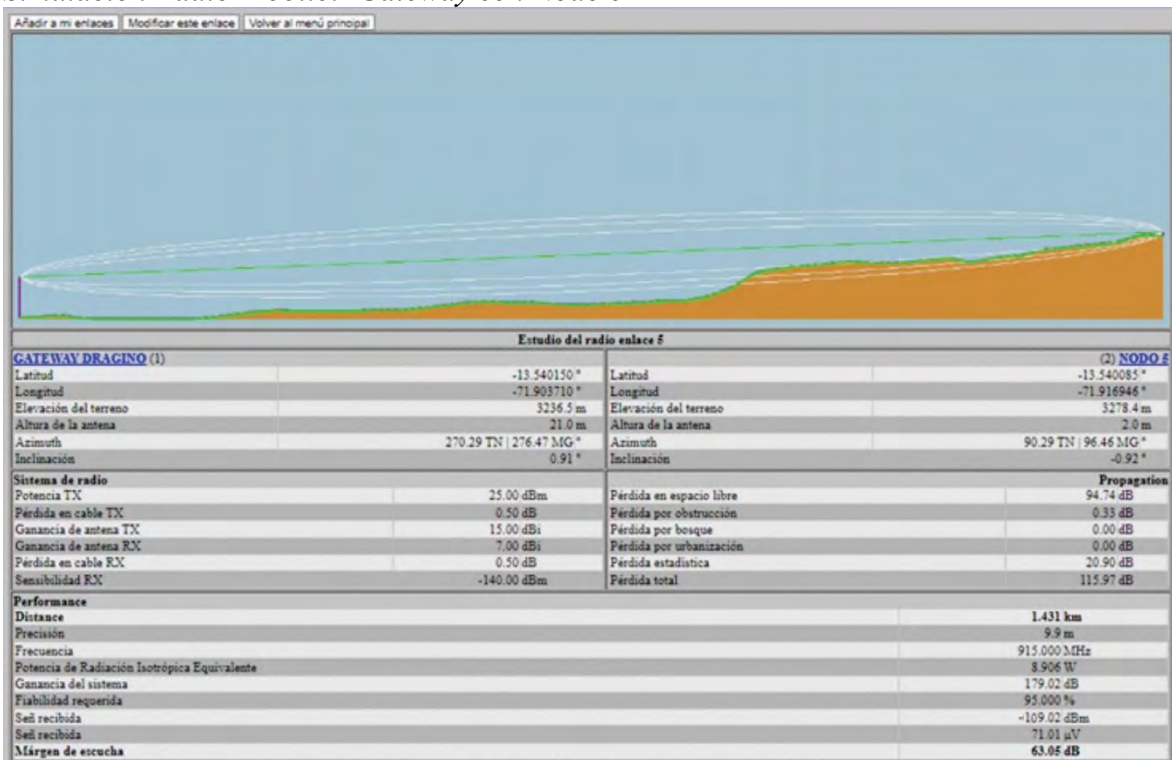 Añadir a mi enlaces Modificar este enlace Volver al menú principal
Estudio del radio enlace 5
GATEWAY DRAGINO (1) (2) NODO 5
Latitud -13.540150 ° Latitud -13.540085 °
Longitud -71.903710 ° Longitud -71.916946 °
Elevación del terreno 3236.5 m Elevación del terreno 3278.4 m
Altura de la antena 21.0 m Altura de la antena 2.0 m
Azimuth 270.29 TN | 276.47 MG ° Azimuth 90.29 TN | 96.46 MG °
Inclinación 0.91 ° Inclinación -0.92 °
Sistema de radio Propagation
Potencia TX 25.00 dBm Pérdida en espacio libre 94.74 dB
Pérdida en cable TX 0.50 dB Pérdida por obstrucción 0.33 dB
Ganancia de antena TX 15.00 dBi Pérdida por bosque 0.00 dB
Ganancia de antena RX 7.00 dBi Pérdida por urbanización 0.00 dB
Pérdida en cable RX 0.50 dB Pérdida estadística 20.90 dB
Sensibilidad RX -140.00 dBm Pérdida total 115.97 dB
Performance
Distance 1.431 km
Precisión 9.9 m
Frecuencia 915.000 MHz
Potencia de Radiación Isotrópica Equivalente 8.906 W
Ganancia del sistema 179.02 dB
Fiabilidad requerida 95.000 %
Señ recibida -109.02 dBm
Señ recibida 71.01 µV
Márgen de escucha 63.05 dB